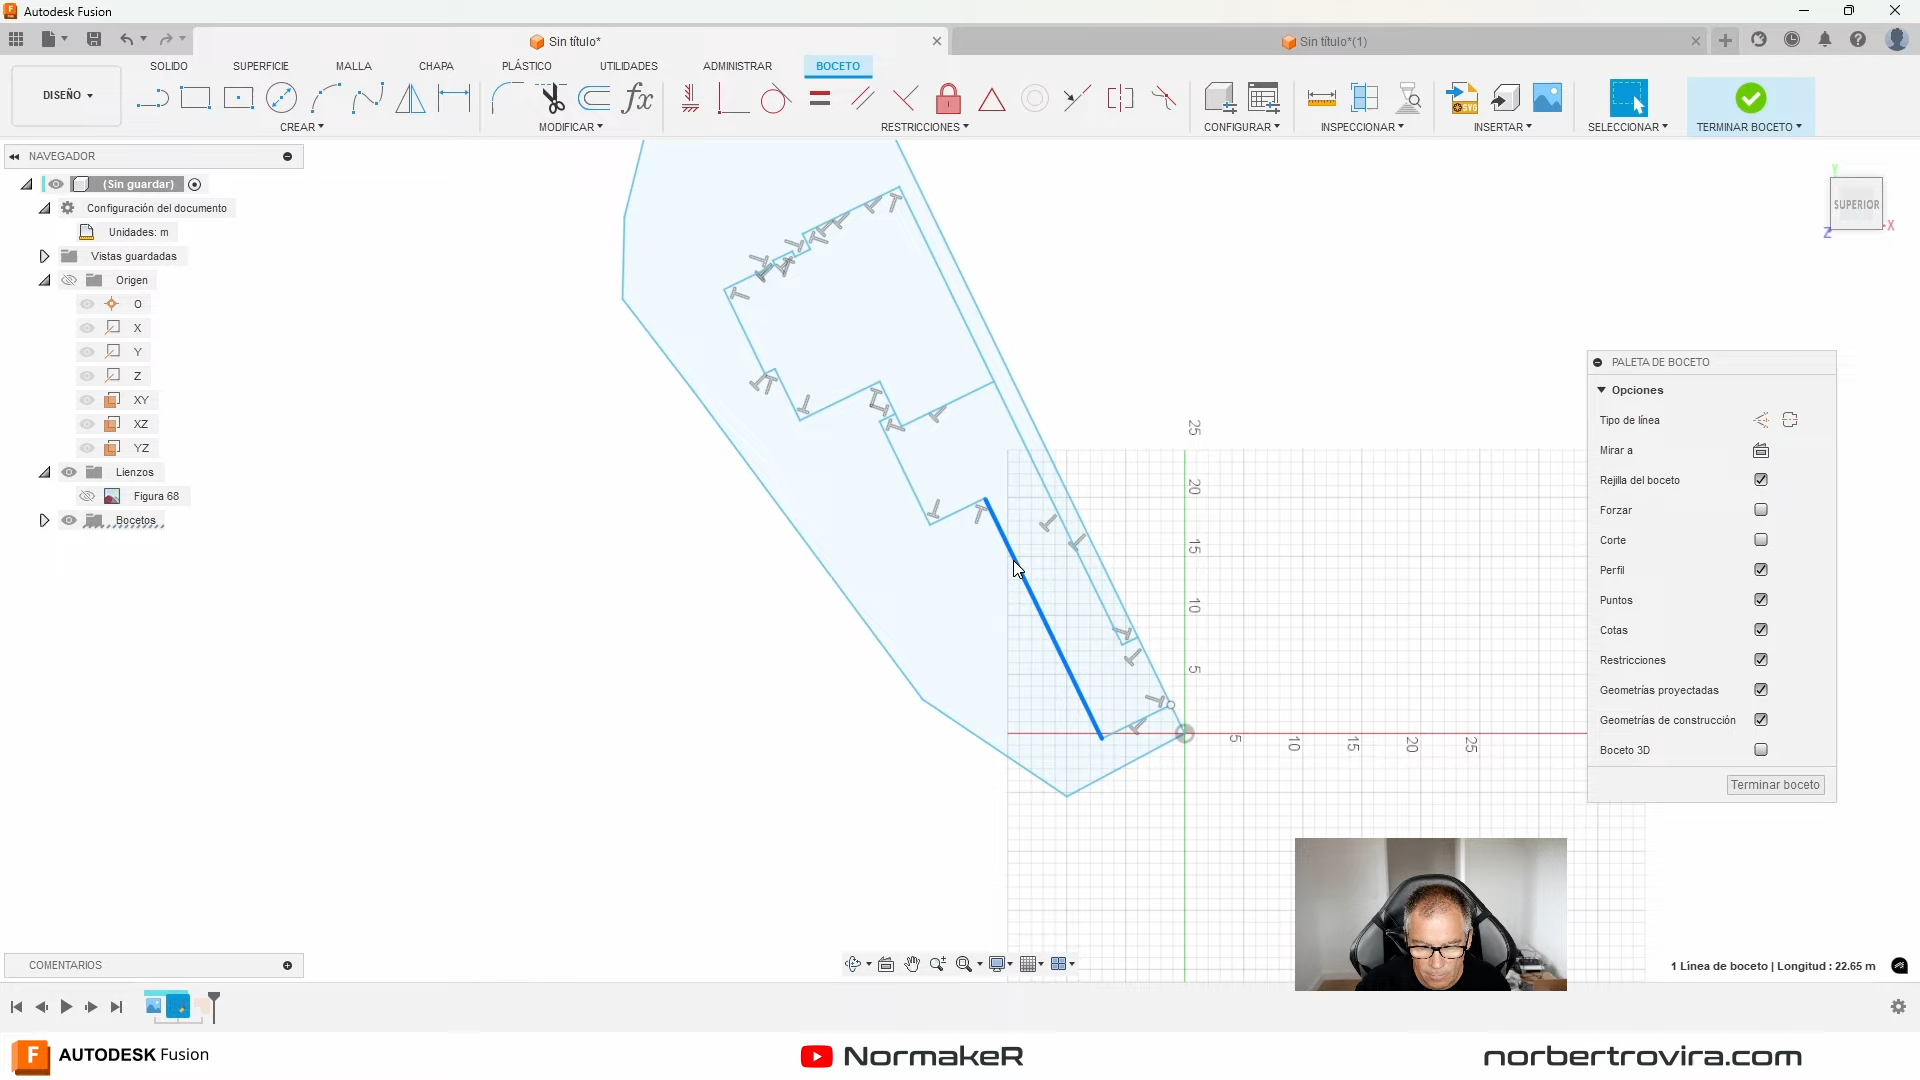 Autodesk Fusion
Sin título*
Sin título*(1)
DISEÑO
SOLIDO
SUPERFICIE
MALLA
CHAPA
PLÁSTICO
UTILIDADES
ADMINISTRAR
BOCETO
CREAR
MODIFICAR
fx
RESTRICCIONES
CONFIGURAR
INSPECCIONAR
SVG
INSERTAR
SELECCIONAR
TERMINAR BOCETO
NAVEGADOR
(Sin guardar)
Configuración del documento
Unidades: m
Vistas guardadas
Origen
O
X
Y
Z
XY
XZ
YZ
Lienzos
Figura 68
Bocetos
Y
SUPERIOR
X
Z
25
20
15
10
5
5
10
15
20
25
PALETA DE BOCETO
Opciones
Tipo de línea
Mirar a
Rejilla del boceto
Forzar
Corte
Perfil
Puntos
Cotas
Restricciones
Geometrías proyectadas
Geometrías de construcción
Boceto 3D
Terminar boceto
COMENTARIOS
1 Línea de boceto | Longitud : 22.65 m
F AUTODESK Fusion
NormakeR
norbertrovira.com